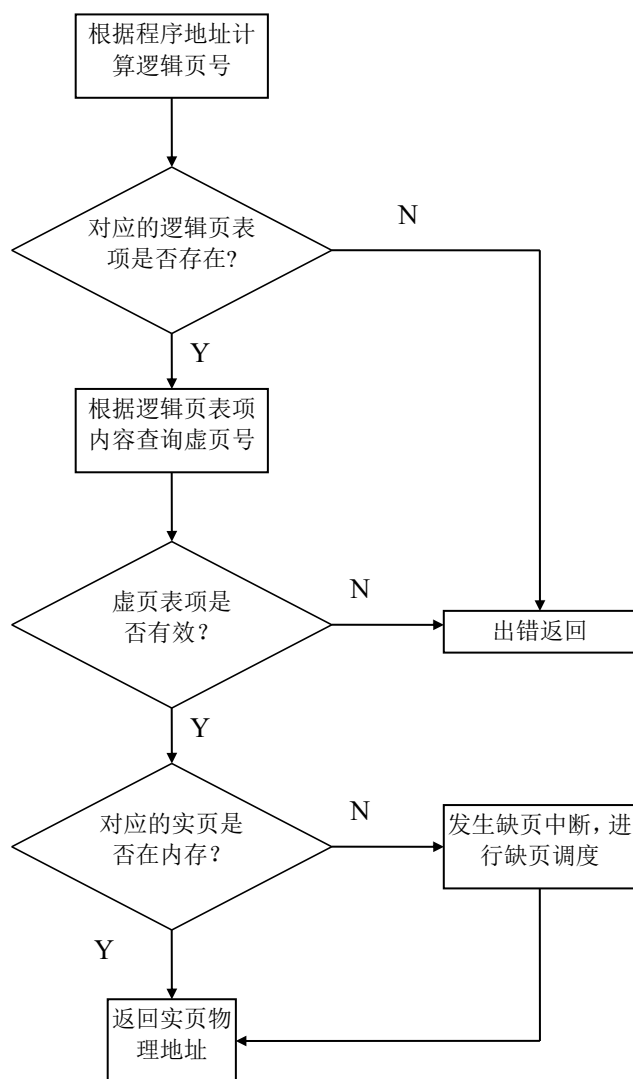 根据程序地址计
算逻辑页号
对应的逻辑页表
项是否存在?
N
Y
根据逻辑页表项
内容查询虚页号
虚页表项是
否有效？
N
出错返回
Y
对应的实页是
否在内存？
N
发生缺页中断，进
行缺页调度
Y
返回实页物
理地址